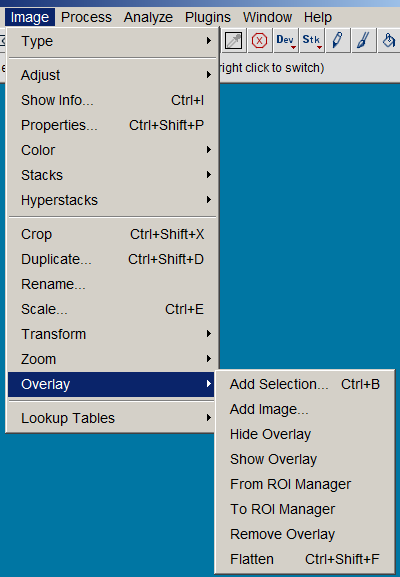 Image Process Analyze Plugins Window Help
Type
Dev Stk
right click to switch)
Adjust
Show Info... Ctrl+I
Properties... Ctrl+Shift+P
Color
Stacks
Hyperstacks
Crop Ctrl+Shift+X
Duplicate... Ctrl+Shift+D
Rename...
Scale... Ctrl+E
Transform
Zoom
Overlay
Lookup Tables
Add Selection... Ctrl+B
Add Image...
Hide Overlay
Show Overlay
From ROI Manager
To ROI Manager
Remove Overlay
Flatten Ctrl+Shift+F